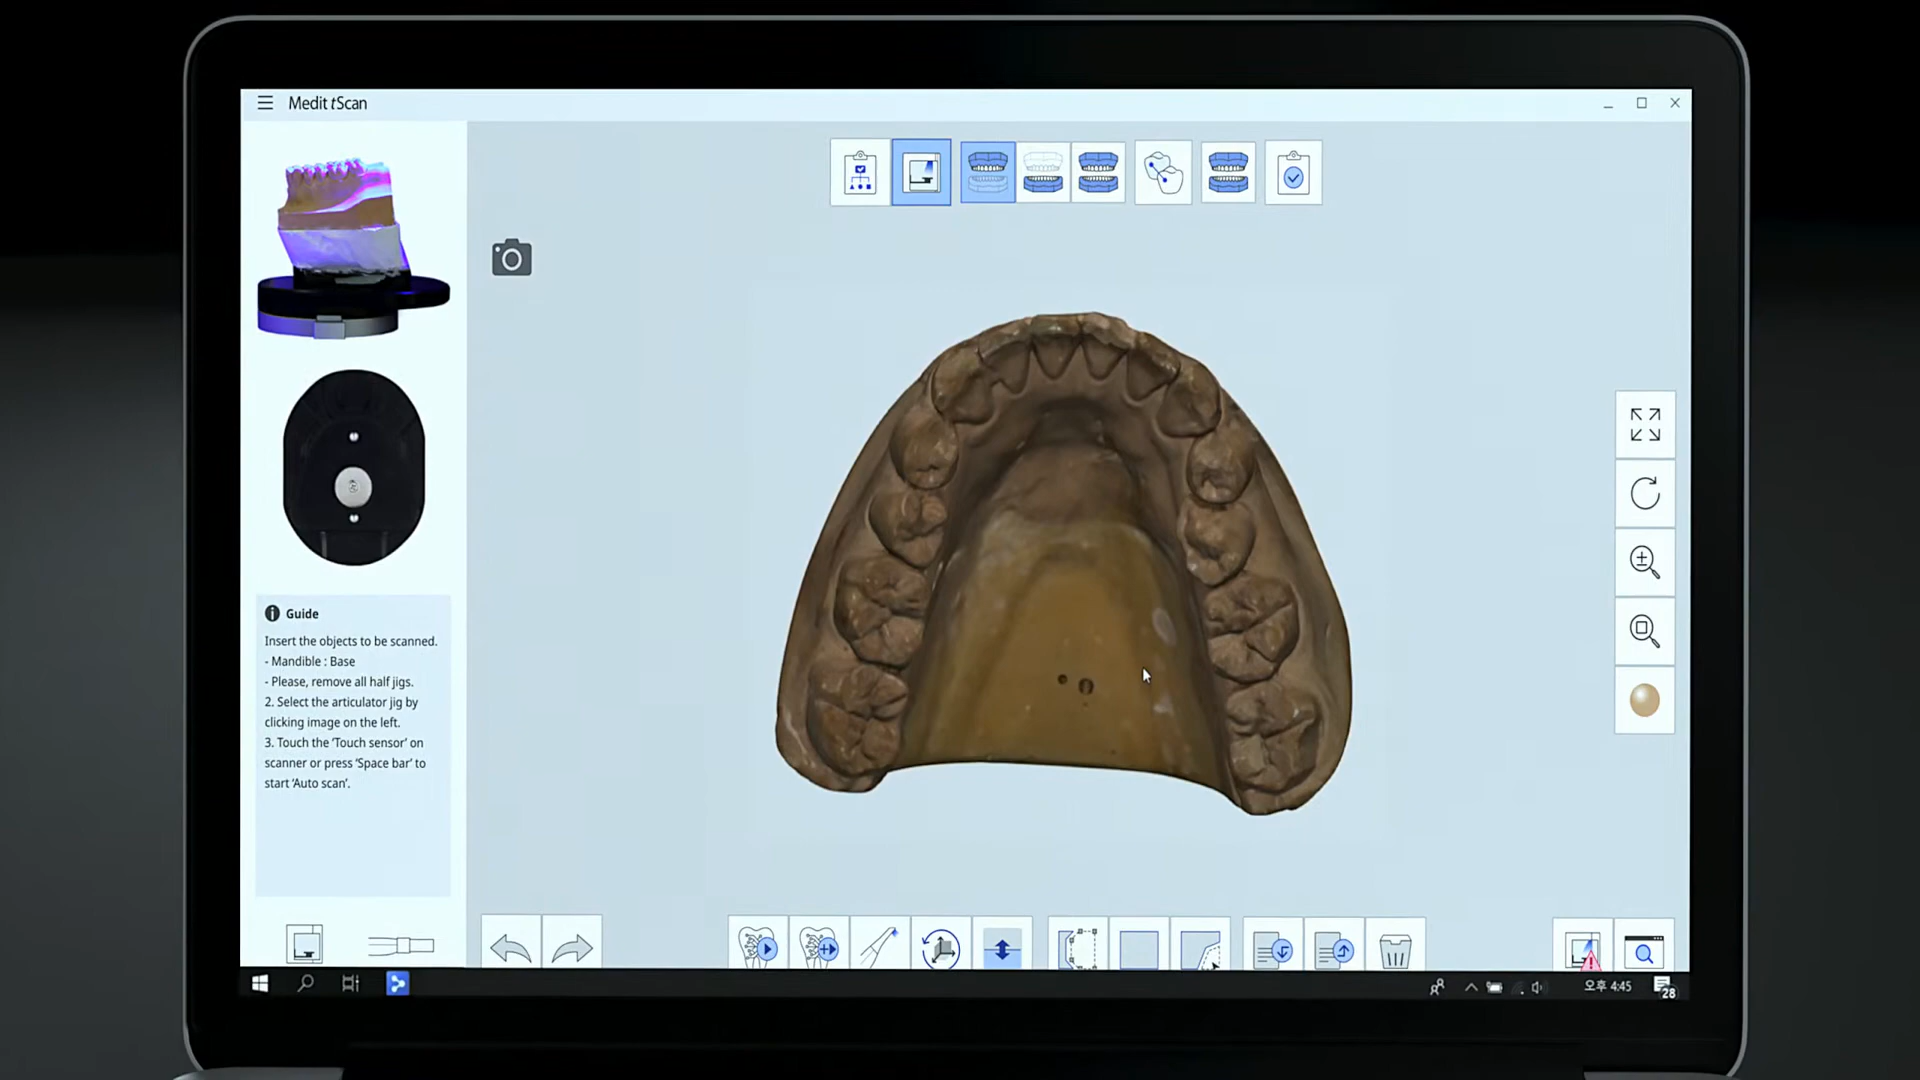 Medit tScan
Guide
Insert the objects to be scanned.
- Mandible : Base
- Please, remove all half jigs.
2. Select the articulator jig by
clicking image on the left.
3. Touch the 'Touch sensor' on
scanner or press 'Space bar' to
start 'Auto scan'.
오후 4:45
28